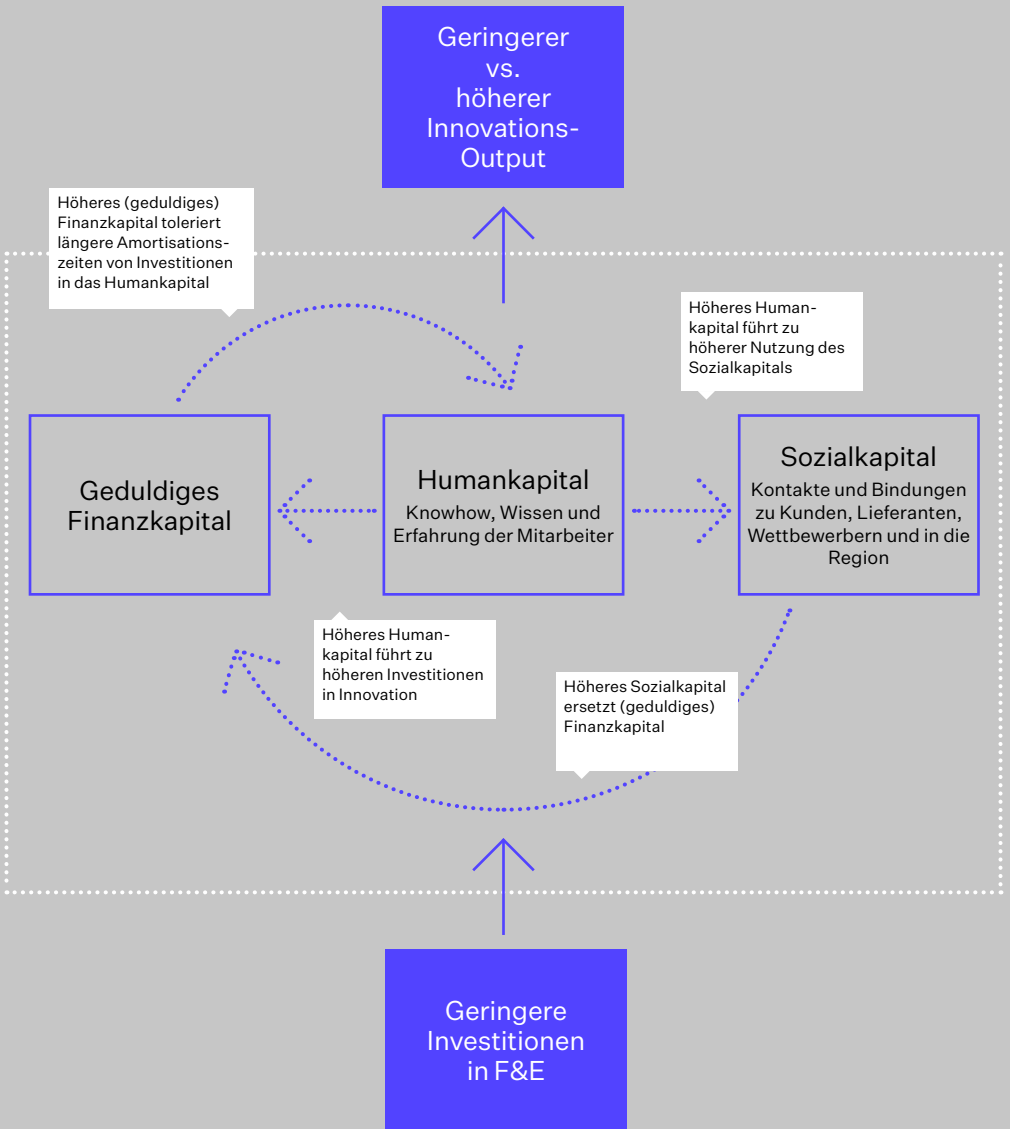 Geringerer
vs.
höherer
Innovations-
Output
Höheres (geduldiges)
Finanzkapital toleriert
längere Amortisations-
zeiten von Investitionen
in das Humankapital
Höheres Human-
kapital führt zu
höherer Nutzung des
Sozialkapitals
Geduldiges
Finanzkapital
Humankapital
Knowhow, Wissen und
Erfahrung der Mitarbeiter
Sozialkapital
Kontakte und Bindungen
zu Kunden, Lieferanten,
Wettbewerbern und in die
Region
Höheres Human-
kapital führt zu
höheren Investitionen
in Innovation
Höheres Sozialkapital
ersetzt (geduldiges)
Finanzkapital
Geringere
Investitionen
in F&E